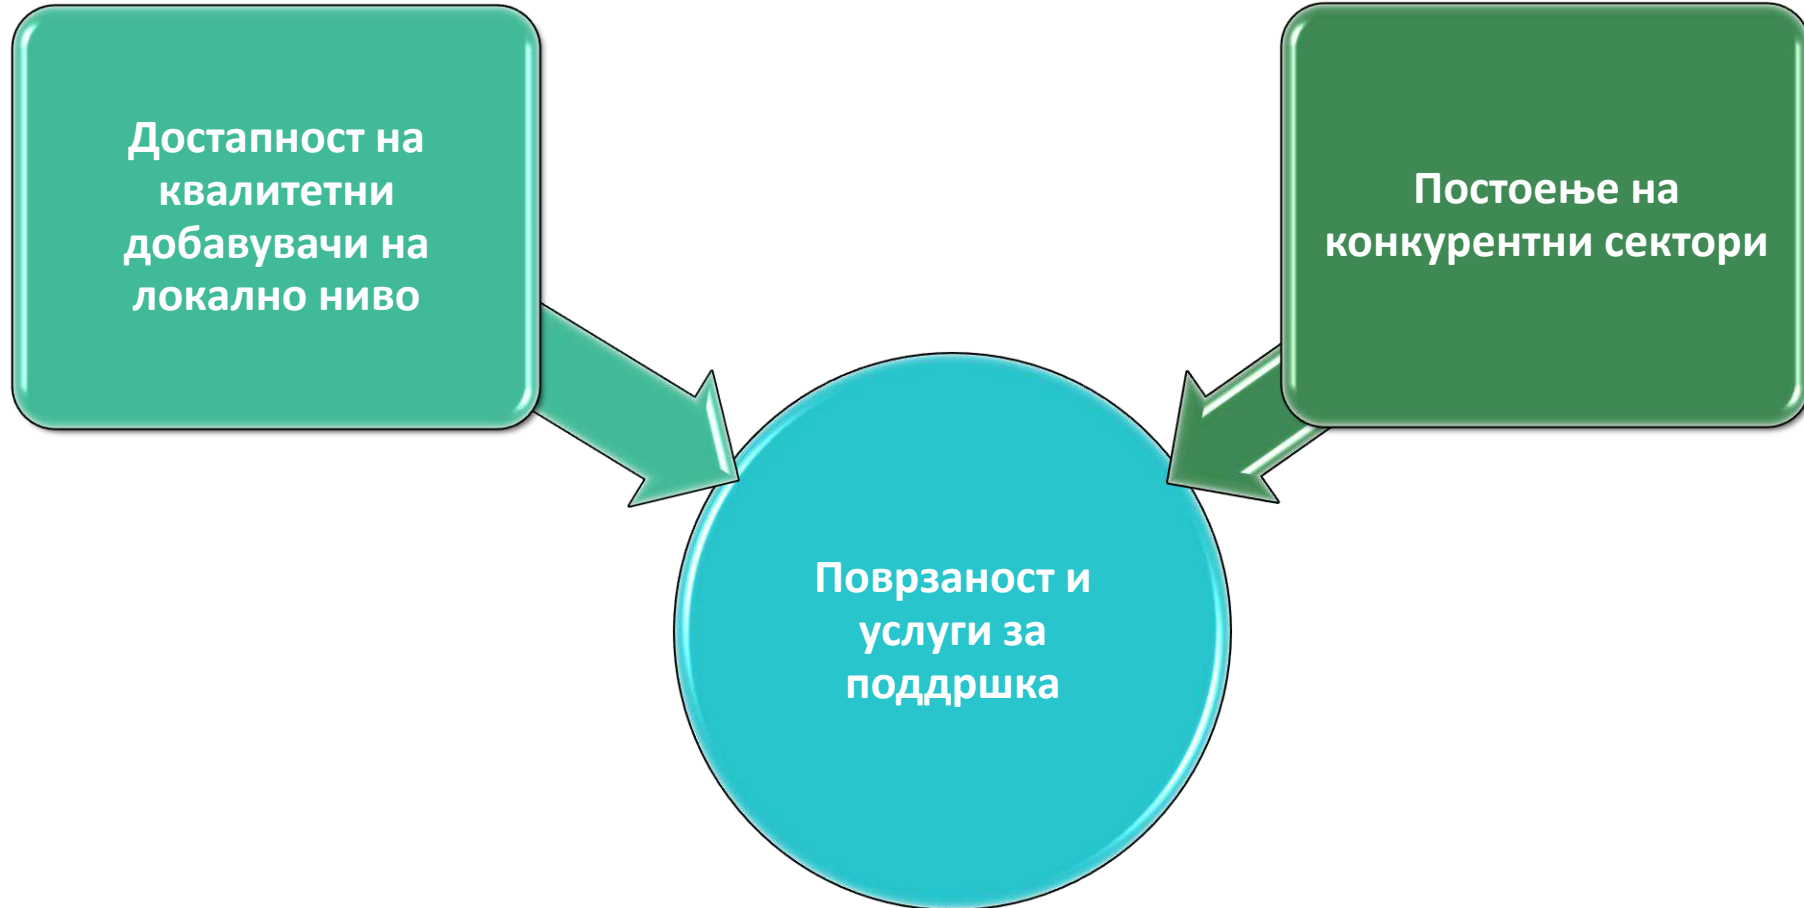 Достапност на
квалитетни
добавувачи на
локално ниво
Постоење на
конкурентни сектори
Поврзаност и
услуги за
поддршка